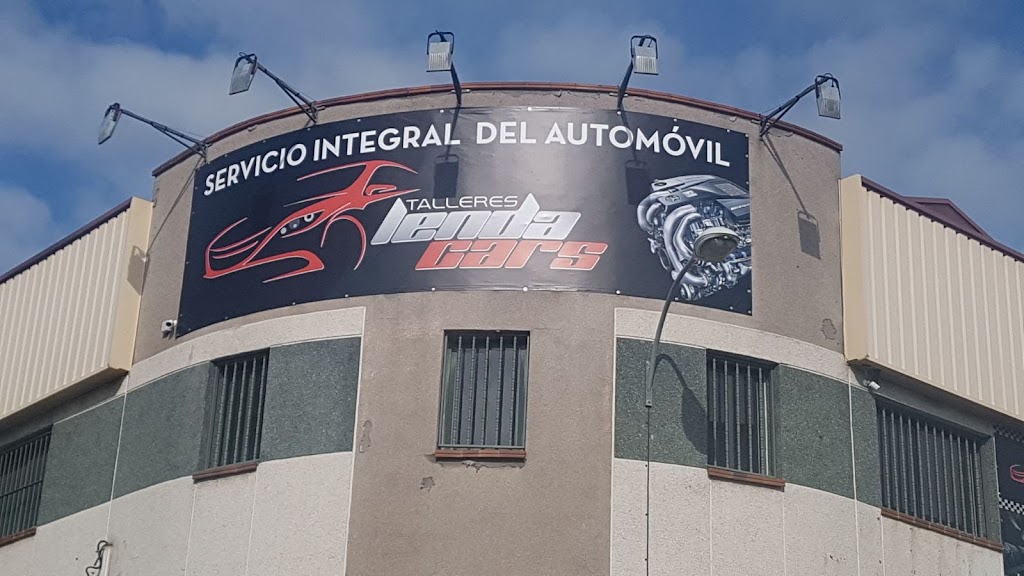 SERVICIO INTEGRAL DEL AUTOMÓVIL
TALLERES
lenda
cars